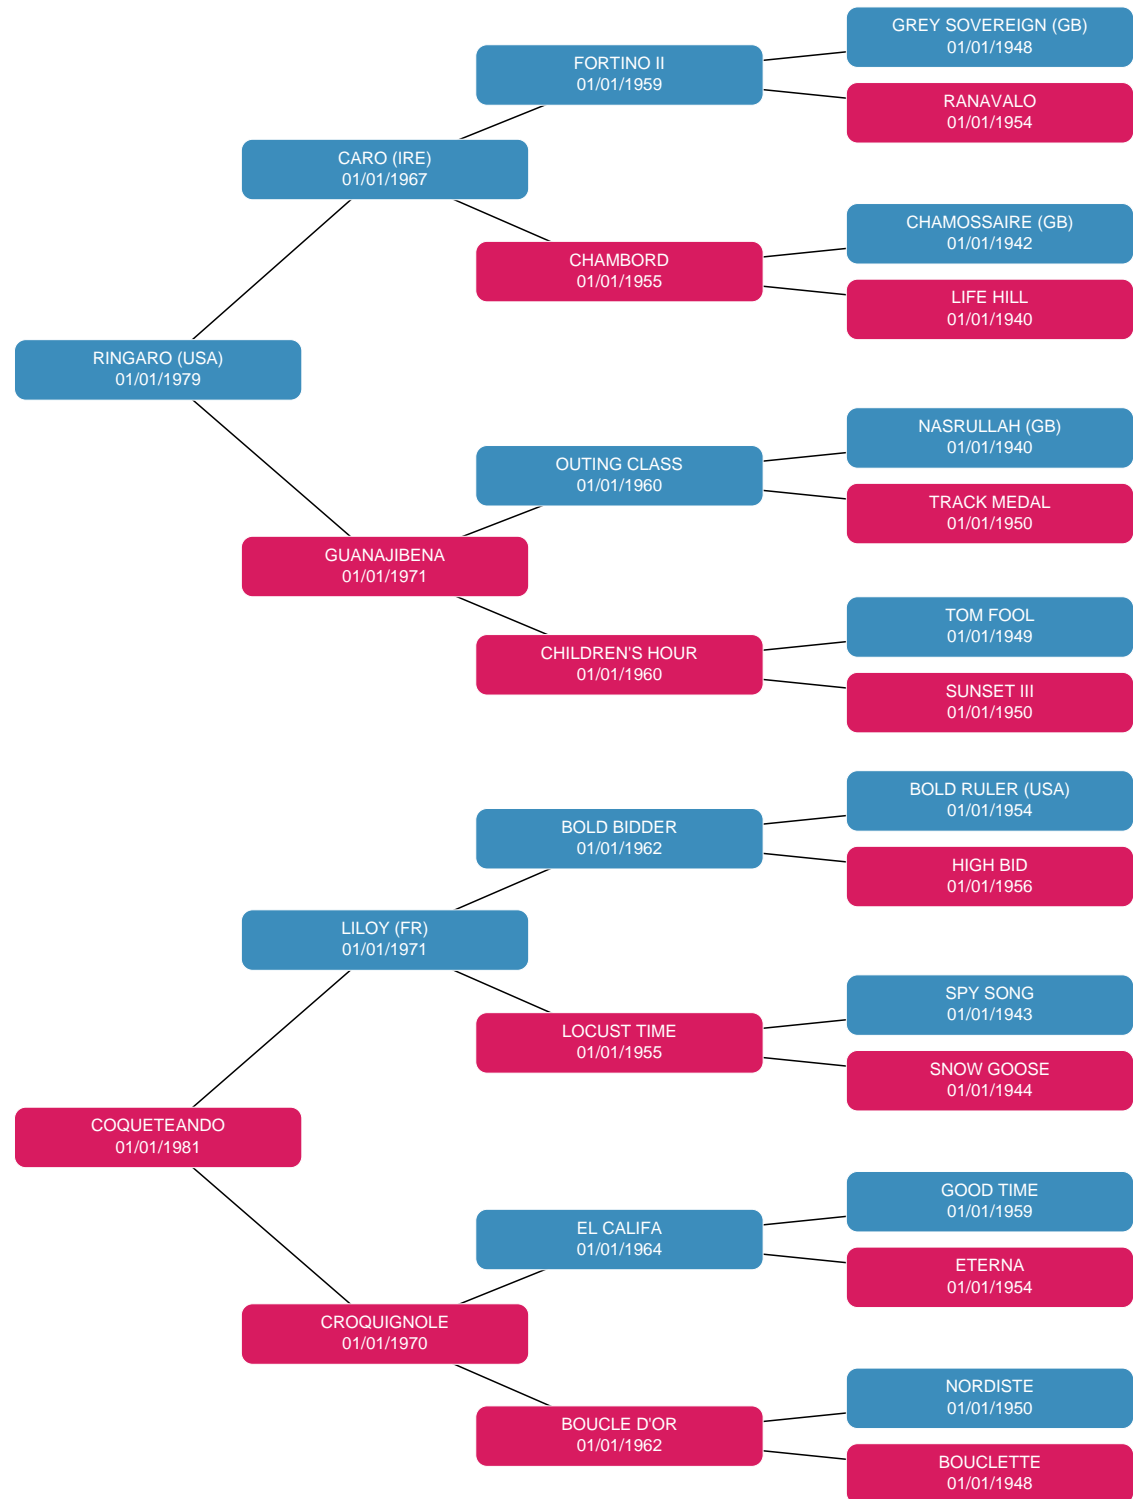 GREY SOVEREIGN (GB)
01/01/1948
FORTINO II
01/01/1959
RANAVALO
01/01/1954
CARO (IRE)
01/01/1967
CHAMOSSAIRE (GB)
01/01/1942
CHAMBORD
01/01/1955
LIFE HILL
01/01/1940
RINGARO (USA)
01/01/1979
NASRULLAH (GB)
01/01/1940
OUTING CLASS
01/01/1960
TRACK MEDAL
01/01/1950
GUANAJIBENA
01/01/1971
TOM FOOL
01/01/1949
CHILDREN'S HOUR
01/01/1960
SUNSET III
01/01/1950
BOLD RULER (USA)
01/01/1954
BOLD BIDDER
01/01/1962
HIGH BID
01/01/1956
LILOY (FR)
01/01/1971
SPY SONG
01/01/1943
LOCUST TIME
01/01/1955
SNOW GOOSE
01/01/1944
COQUETEANDO
01/01/1981
GOOD TIME
01/01/1959
EL CALIFA
01/01/1964
ETERNA
01/01/1954
CROQUIGNOLE
01/01/1970
NORDISTE
01/01/1950
BOUCLE D'OR
01/01/1962
BOUCLETTE
01/01/1948